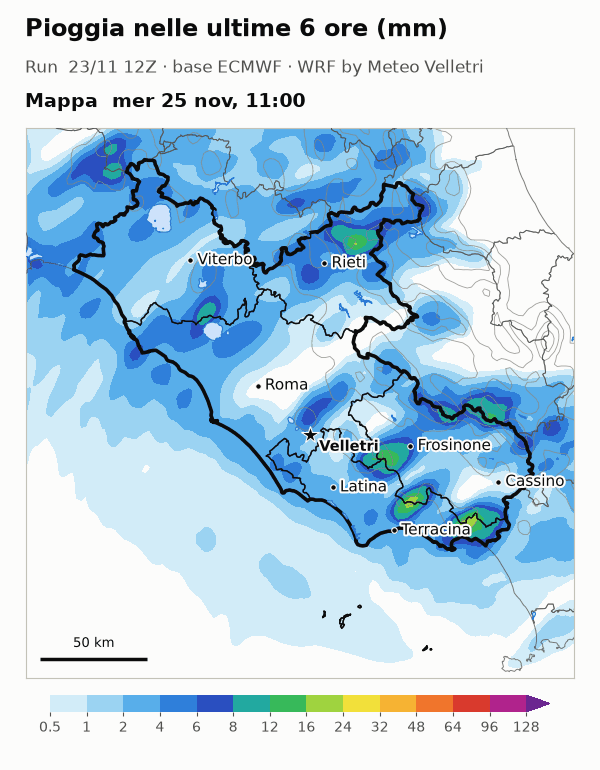 Pioggia nelle ultime 6 ore (mm)
Run  23/11 12Z · base ECMWF · WRF by Meteo Velletri
Mappa  mer 25 nov, 11:00
Viterbo
Rieti
Roma
Velletri
Frosinone
Cassino
Latina
Terracina
50 km
0.5 1 2 4 6 8 12 16 24 32 48 64 96 128